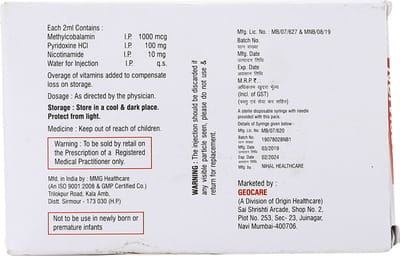 Each 2ml Contains :
Methylcobalamin I.P. 1000 mcg
Pyridoxine HCl I.P. 100 mg
Nicotinamide I.P. 10 mg
Water for Injection I.P. q.s.
Overage of vitamins added to compensate
loss on storage.
Dosage : As directed by the physician.
Storage : Store in a cool & dark place.
Protect from light.
Medicine : Keep out of reach of children.
Warning : To be sold by retail on
the Prescription of a Registered
Medical Practitioner only.
Mfd. in India by : MMG Healthcare
(An ISO 9001:2008 & GMP Certified Co.)
Trilokpur Road, Kala Amb,
Distt. Sirmour - 173 030 (H.P.)
Not to be use in newly born or
premature infants
WARNING : The injection should be discarded if
any visible particle seen, please do not use &
return for replacement.
Mfg. Lic. No. : MB/07/627 & MNB/08/19
Batch No.
Mfg. Date
Exp. Date
M.R.P. ₹..
अधिकतम खुदरा मूल्य
(Incl. of GST)
A sterile disposable syringe with needle
provided with this pack.
Details of Syringe given below -
Mfg. Lic. No. MB/07/620
Batch No. 19078028NB1
Mfg. Date 03/2019
Exp. Date 02/2024
Mfg. By : NIHAL HEALTHCARE
Marketed by :
GEOCARE
(A Division of Origin Healthcare)
Sai Shrishti Arcade, Shop No. 2,
Plot No. 253, Sec- 23, Juinagar,
Navi Mumbai-400706.